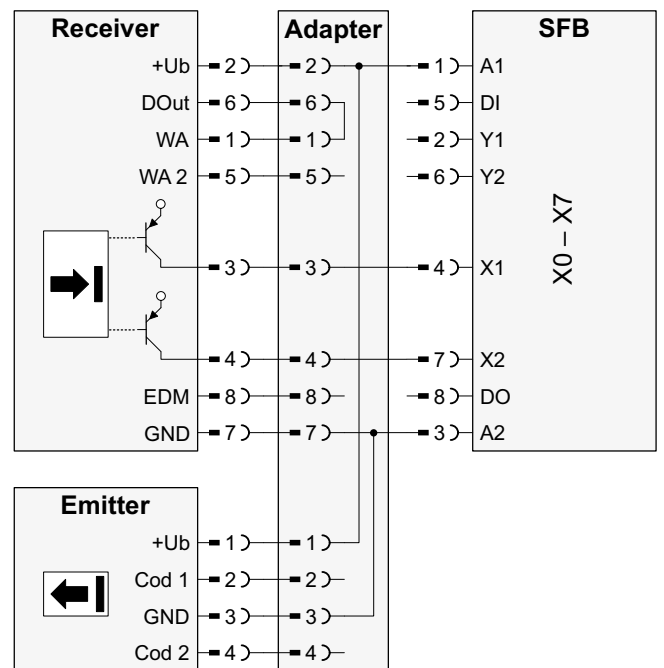 Receiver Adapter SFB
+Ub 2 2 1 A1
DOut 6 6 5 DI
WA 1 1 2 Y1
WA 2 5 5 6 Y2
X0 – X7
3 3 4 X1
4 4 7 X2
EDM 8 8 8 DO
GND 7 7 3 A2
Emitter
+Ub 1 1
Cod 1 2 2
GND 3 3
Cod 2 4 4